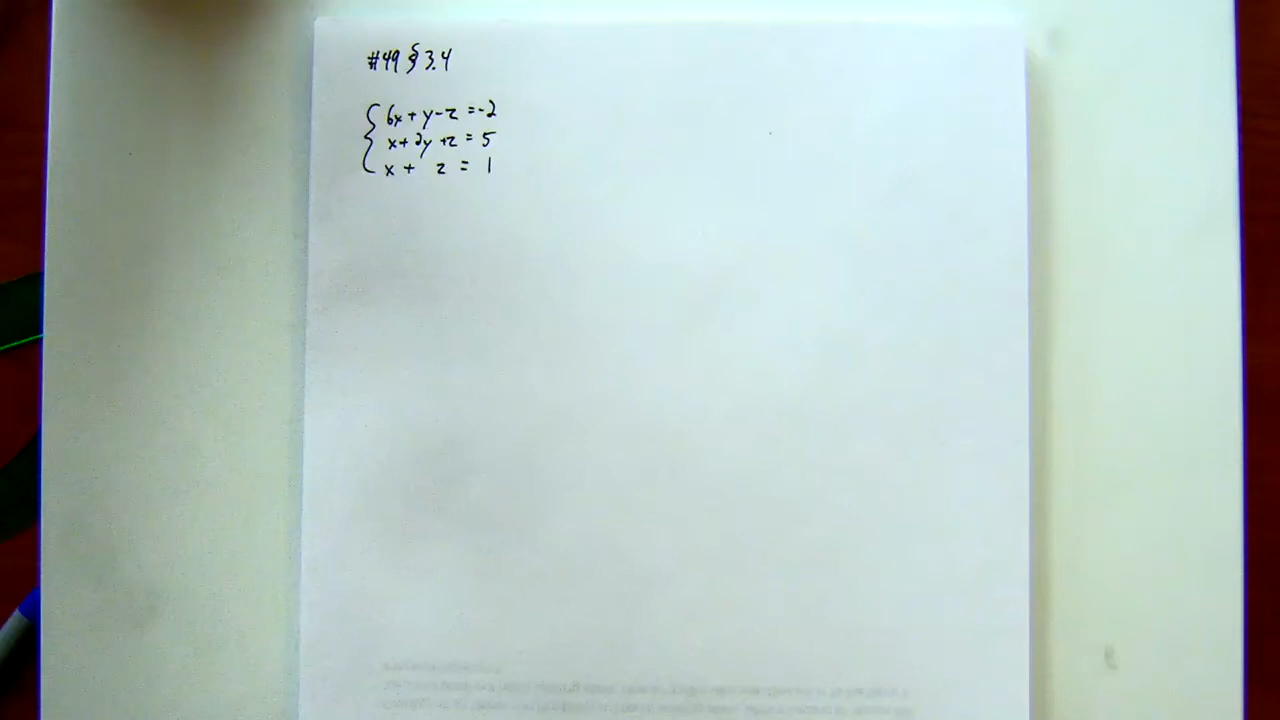 #49 § 3.4
6x + y - z = -2
x + 2y + z = 5
x + z = 1